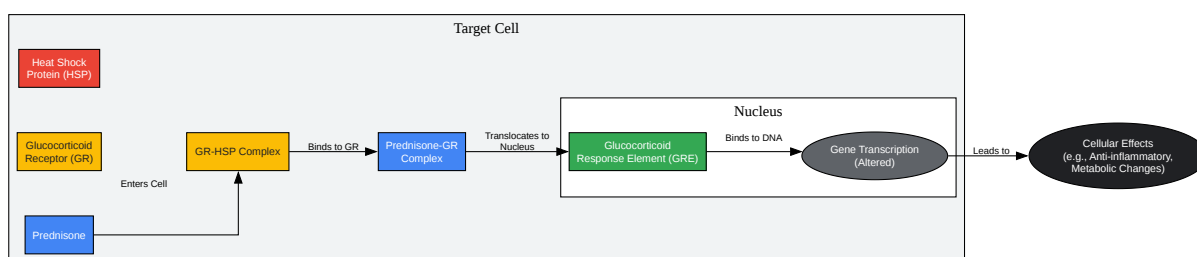 Target Cell
Heat Shock
Protein (HSP)
Nucleus
Glucocorticoid
Receptor (GR)
GR-HSP Complex
Binds to GR
Prednisone-GR
Complex
Translocates to
Nucleus
Glucocorticoid
Response Element (GRE)
Binds to DNA
Gene Transcription
(Altered)
Leads to
Cellular Effects
(e.g., Anti-inflammatory,
Metabolic Changes)
Enters Cell
Prednisone